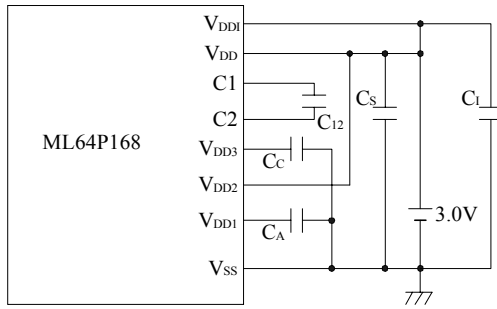 VDDI
VDD
C1
C2
C12
CS
CI
ML64P168
VDD3
CC
VDD2
3.0V
VDD1
CA
VSS